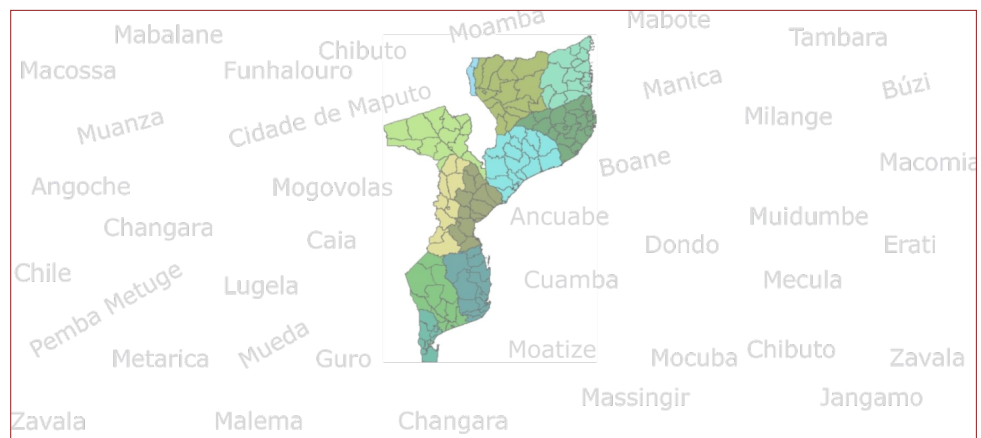 Moamba
Mabote
Mabalane
Tambara
Chibuto
Macossa
Funhalouro
Manica
Búzi
Cidade de Maputo
Muanza
Milange
Boane
Macomia
Angoche
Mogovolas
Ancuabe
Muidumbe
Changara
Caia
Dondo
Erati
Chile
Pemba Metuge
Lugela
Cuamba
Mecula
Metarica
Mueda
Guro
Moatize
Mocuba
Chibuto
Zavala
Massingir
Jangamo
Zavala
Malema
Changara